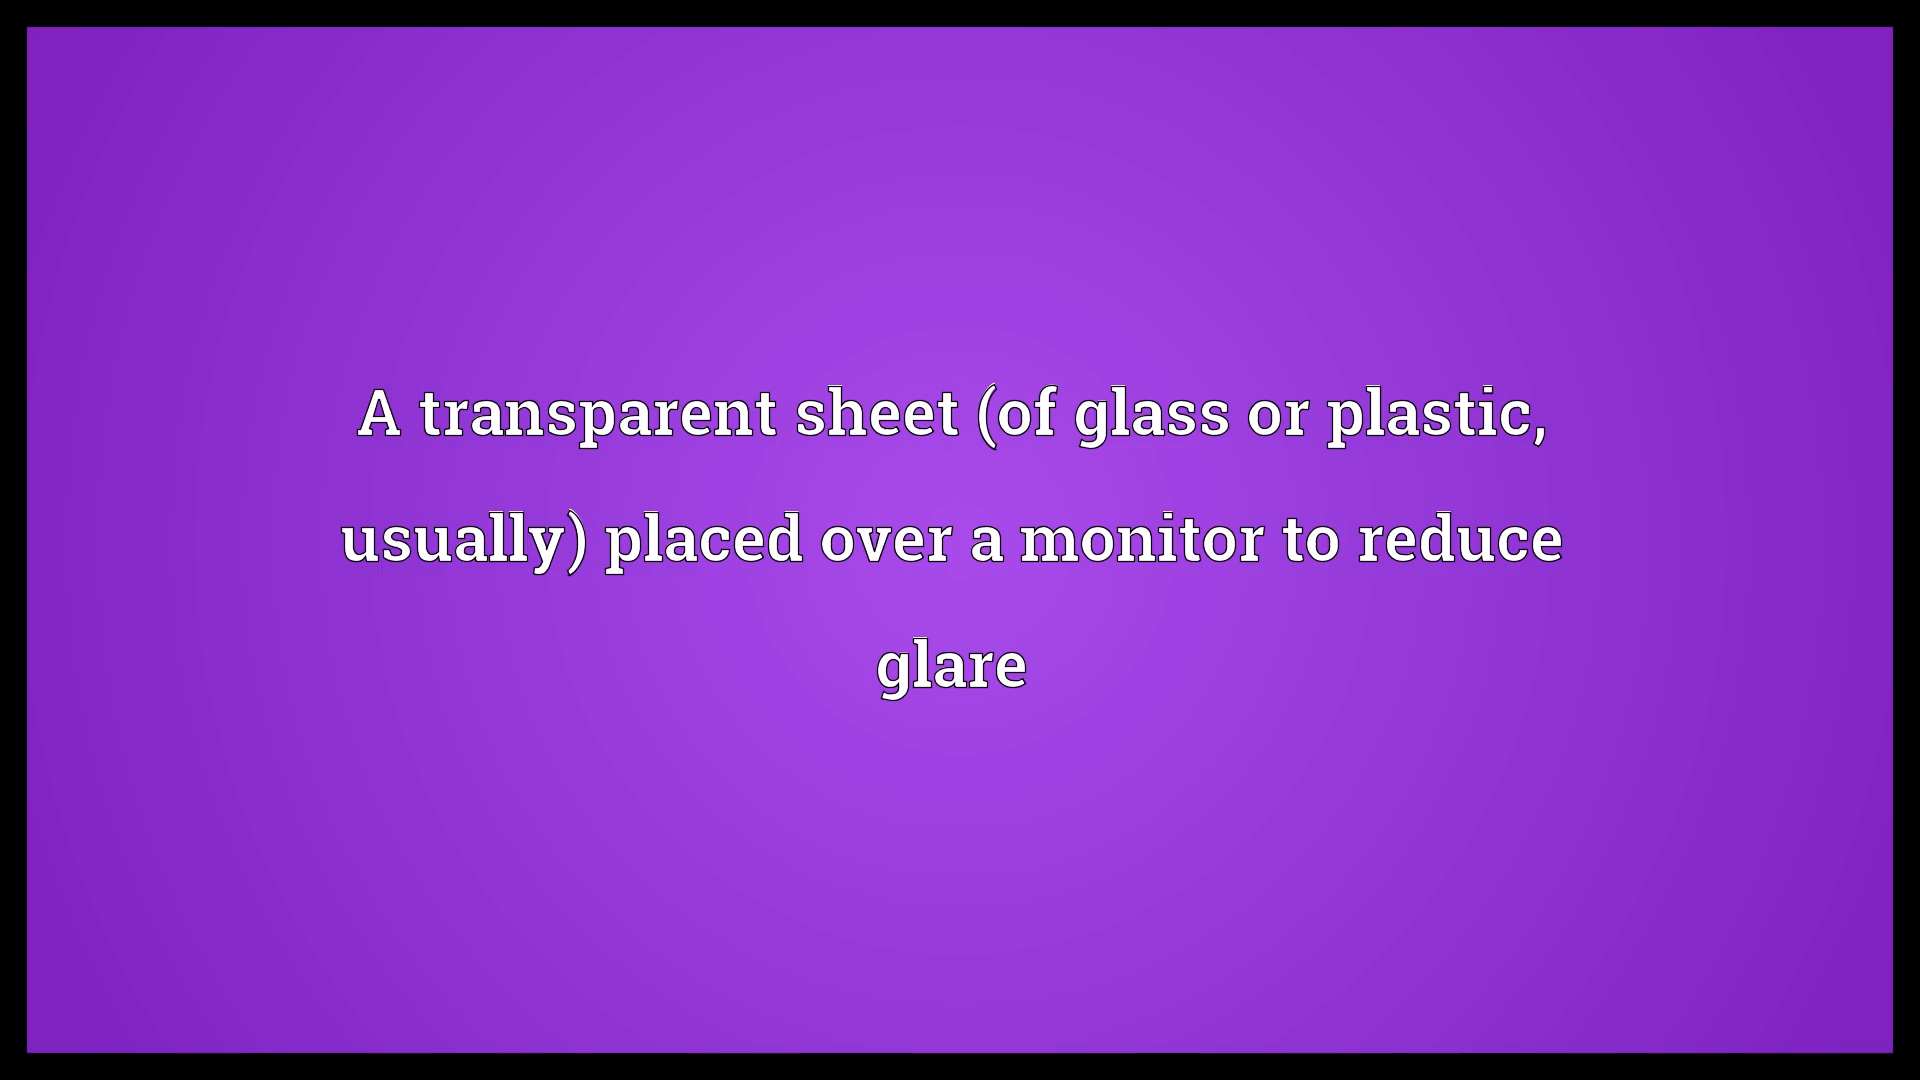 A transparent sheet (of glass or plastic,
usually) placed over a monitor to reduce
glare